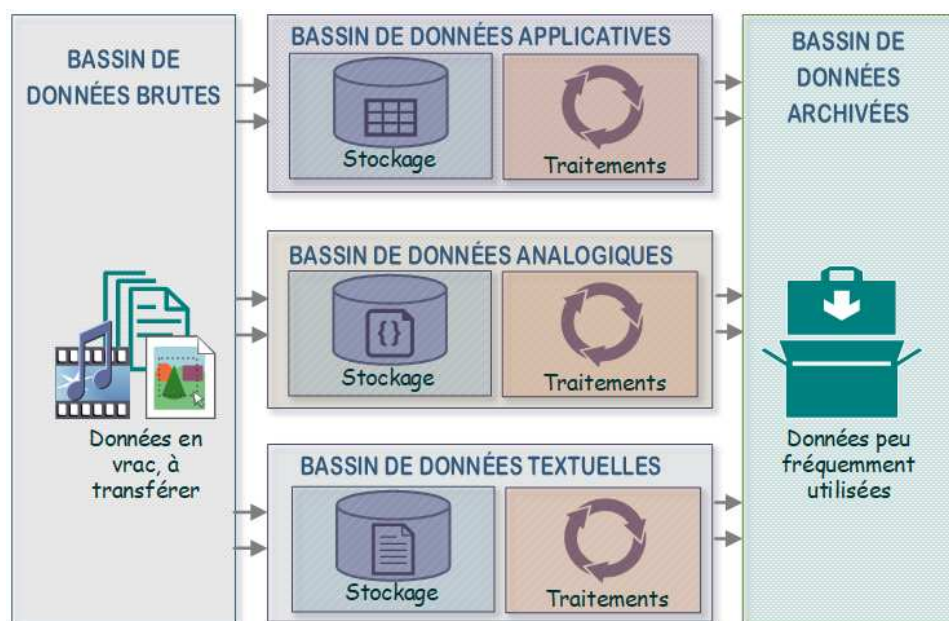 BASSIN DE
DONNÉES BRUTES
Données en
vrac, à
transférer
BASSIN DE DONNÉES APPLICATIVES
Stockage
Traitements
BASSIN DE DONNÉES ANALOGIQUES
{}
Stockage
Traitements
BASSIN DE DONNÉES TEXTUELLES
Stockage
Traitements
BASSIN DE
DONNÉES
ARCHIVÉES
Données peu
fréquemment
utilisées